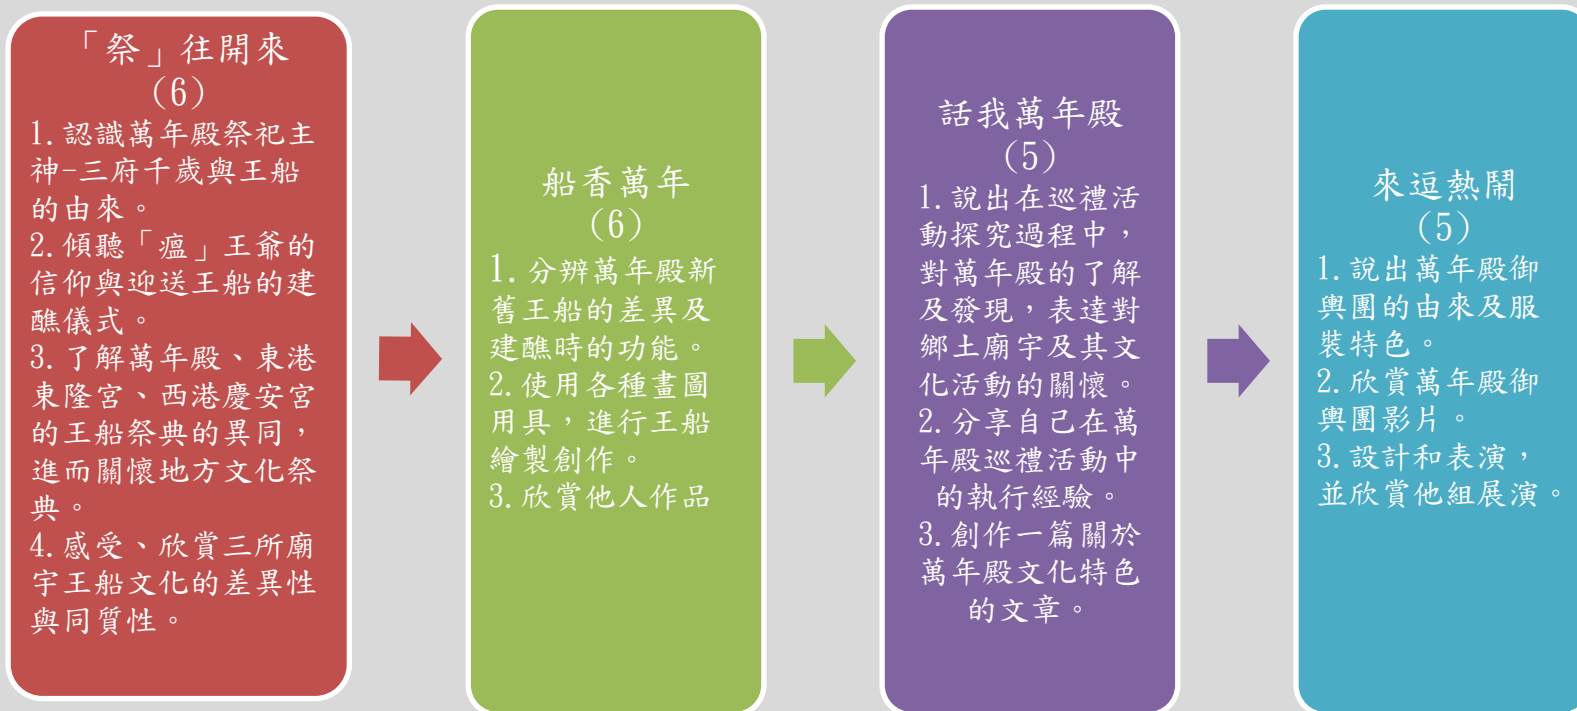 「祭」往開來
(6)
1.認識萬年殿祭祀主
神-三府千歲與王船
的由來。
2.傾聽「瘟」王爺的
信仰與迎送王船的建
醮儀式。
3.了解萬年殿、東港
東隆宮、西港慶安宮
的王船祭典的異同，
進而關懷地方文化祭
典。
4.感受、欣賞三所廟
宇王船文化的差異性
與同質性。
船香萬年
(6)
1.分辨萬年殿新
舊王船的差異及
建醮時的功能。
2.使用各種畫圖
用具，進行王船
繪製創作。
3.欣賞他人作品
話我萬年殿
(5)
1.說出在巡禮活
動探究過程中，
對萬年殿的了解
及發現，表達對
鄉土廟宇及其文
化活動的關懷。
2.分享自己在萬
年殿巡禮活動中
的執行經驗。
3.創作一篇關於
萬年殿文化特色
的文章。
來逗熱鬧
(5)
1.說出萬年殿御
輿團的由來及服
裝特色。
2.欣賞萬年殿御
輿團影片。
3.設計和表演，
並欣賞他組展演。